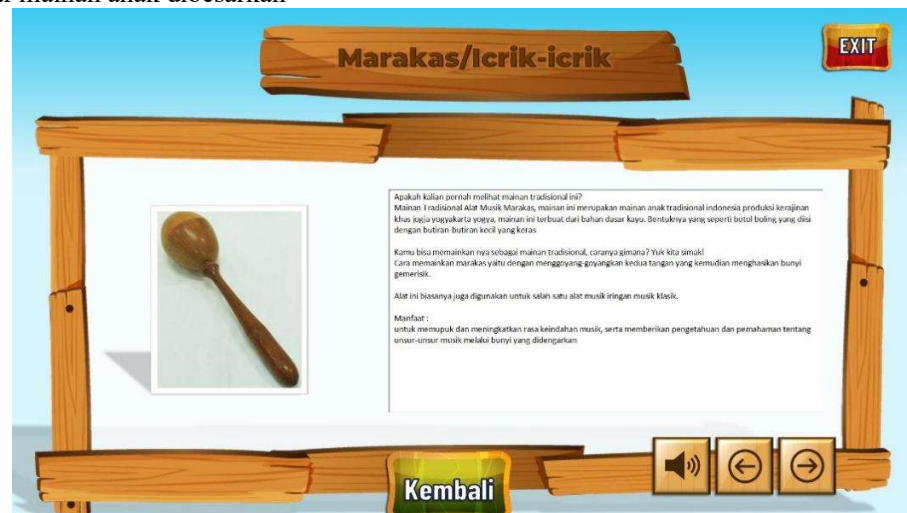 Marakas/Icrik-icrik
EXIT
Apakah kalian pernah melihat mainan tradisional ini?
Mainan Tradisional Alat Musik Marakas, mainan ini merupakan mainan anak tradisional indonesia produksi kerajinan
khas jogja yogyakarta yogya, mainan ini terbuat dari bahan dasar kayu. Bentuknya yang seperti botol boling yang diisi
dengan butiran-butiran kecil yang keras
Kamu bisa memainkan nya sebagai mainan tradisional, caranya gimana? Yuk kita simak!
Cara memainkan marakas yaitu dengan menggoyang-goyangkan kedua tangan yang kemudian menghasikan bunyi
gemerisik.
Alat ini biasanya juga digunakan untuk salah satu alat musik iringan musik klasik.
Manfaat :
untuk memupuk dan meningkatkan rasa keindahan musik, serta memberikan pengetahuan dan pemahaman tentang
unsur-unsur musik melalui bunyi yang didengarkan
Kembali